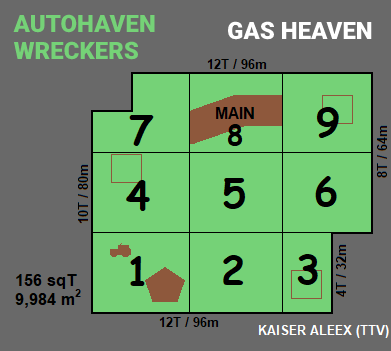 AUTOHAVEN
WRECKERS
GAS HEAVEN
12T / 96m
7
MAIN
8
9
8T / 64m
10T / 80m
4
5
6
1
2
3
4T / 32m
156 sqT
9,984 m²
12T / 96m
KAISER ALEEX (TTV)